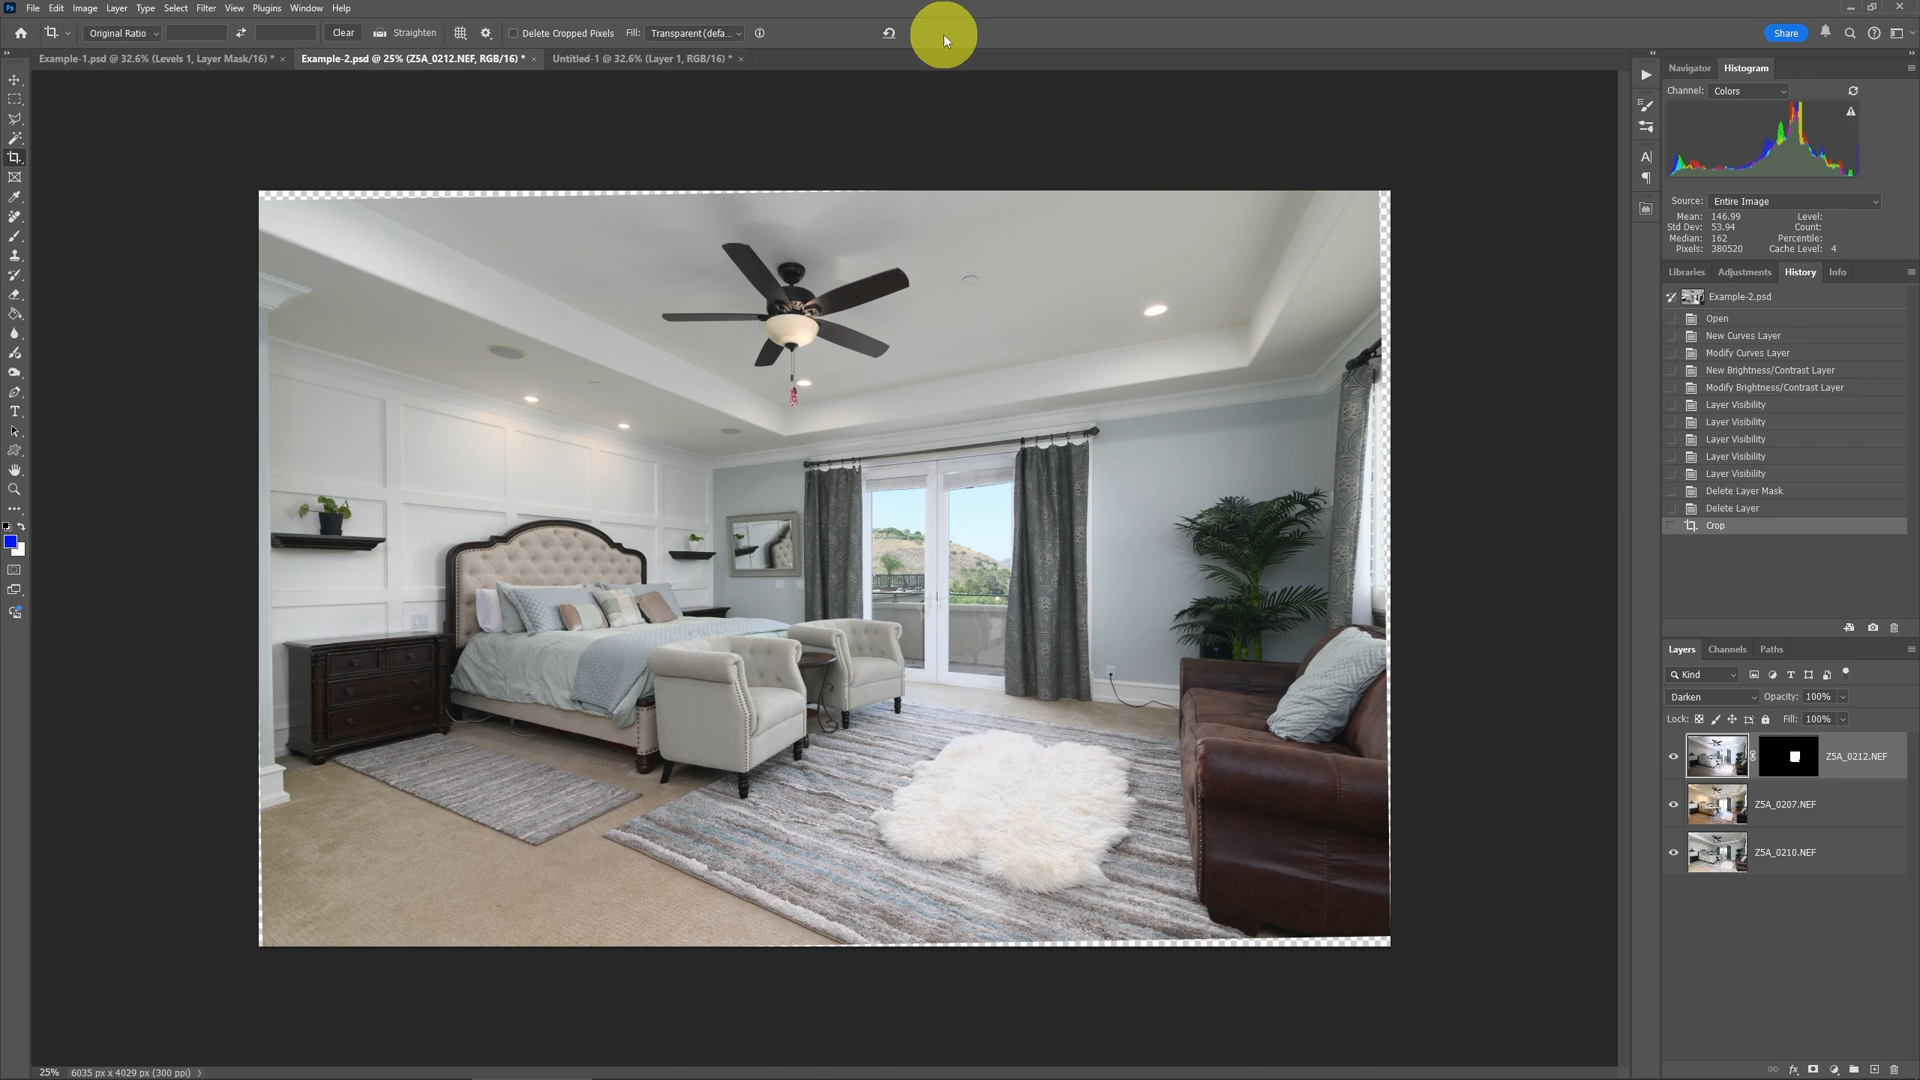 Ps File Edit Image Layer Type Select Filter View Plugins Window Help
Original Ratio Clear Straighten Delete Cropped Pixels Fill: Transparent (defa... Share
Example-1.psd @ 32.6% (Levels 1, Layer Mask/16) * × Example-2.psd @ 25% (Z5A_0212.NEF, RGB/16) * × Untitled-1 @ 32.6% (Layer 1, RGB/16) * ×
Navigator Histogram
Channel: Colors
Source: Entire Image
Mean: 146.99 Level:
Std Dev: 53.94 Count:
Median: 162 Percentile:
Pixels: 380520 Cache Level: 4
Libraries Adjustments History Info
Example-2.psd
Open
New Curves Layer
Modify Curves Layer
New Brightness/Contrast Layer
Modify Brightness/Contrast Layer
Layer Visibility
Layer Visibility
Layer Visibility
Layer Visibility
Layer Visibility
Delete Layer Mask
Delete Layer
Crop
Layers Channels Paths
Kind
Darken Opacity: 100%
Lock: Fill: 100%
Z5A_0212.NEF
Z5A_0207.NEF
Z5A_0210.NEF
25% 6035 px x 4029 px (300 ppi)